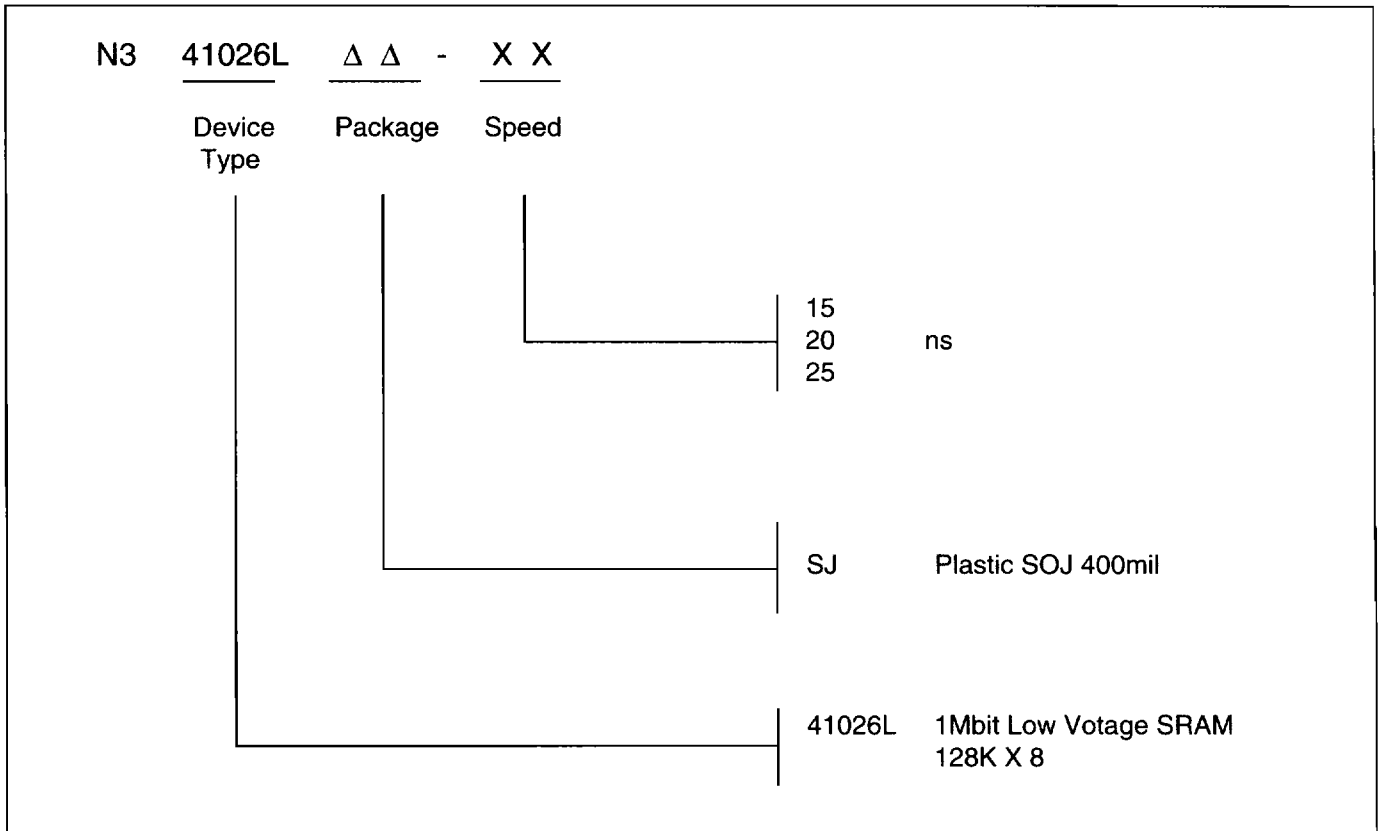 N3 41026L Δ Δ - X X
Device Type
Package
Speed
15
20 ns
25
SJ Plastic SOJ 400mil
41026L 1Mbit Low Votage SRAM
128K X 8